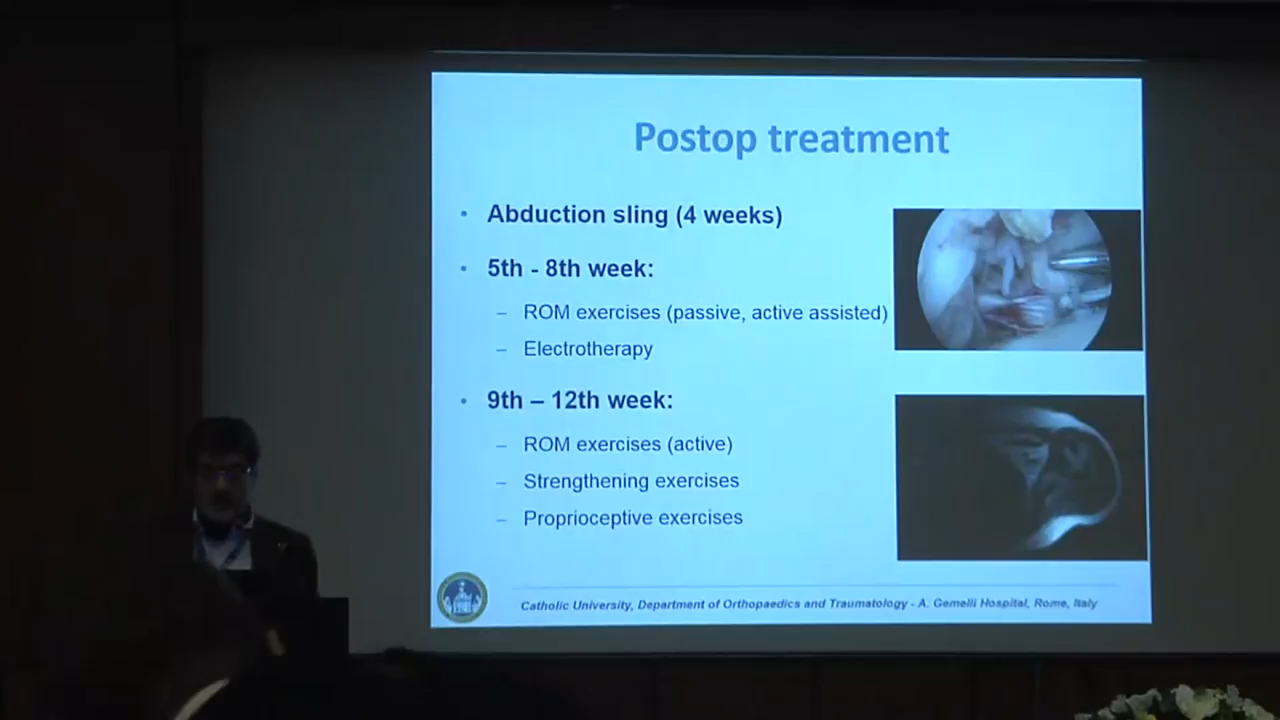 Postop treatment
• Abduction sling (4 weeks)
• 5th - 8th week:
– ROM exercises (passive, active assisted)
– Electrotherapy
• 9th – 12th week:
– ROM exercises (active)
– Strengthening exercises
– Proprioceptive exercises
Catholic University, Department of Orthopaedics and Traumatology - A. Gemelli Hospital, Rome, Italy